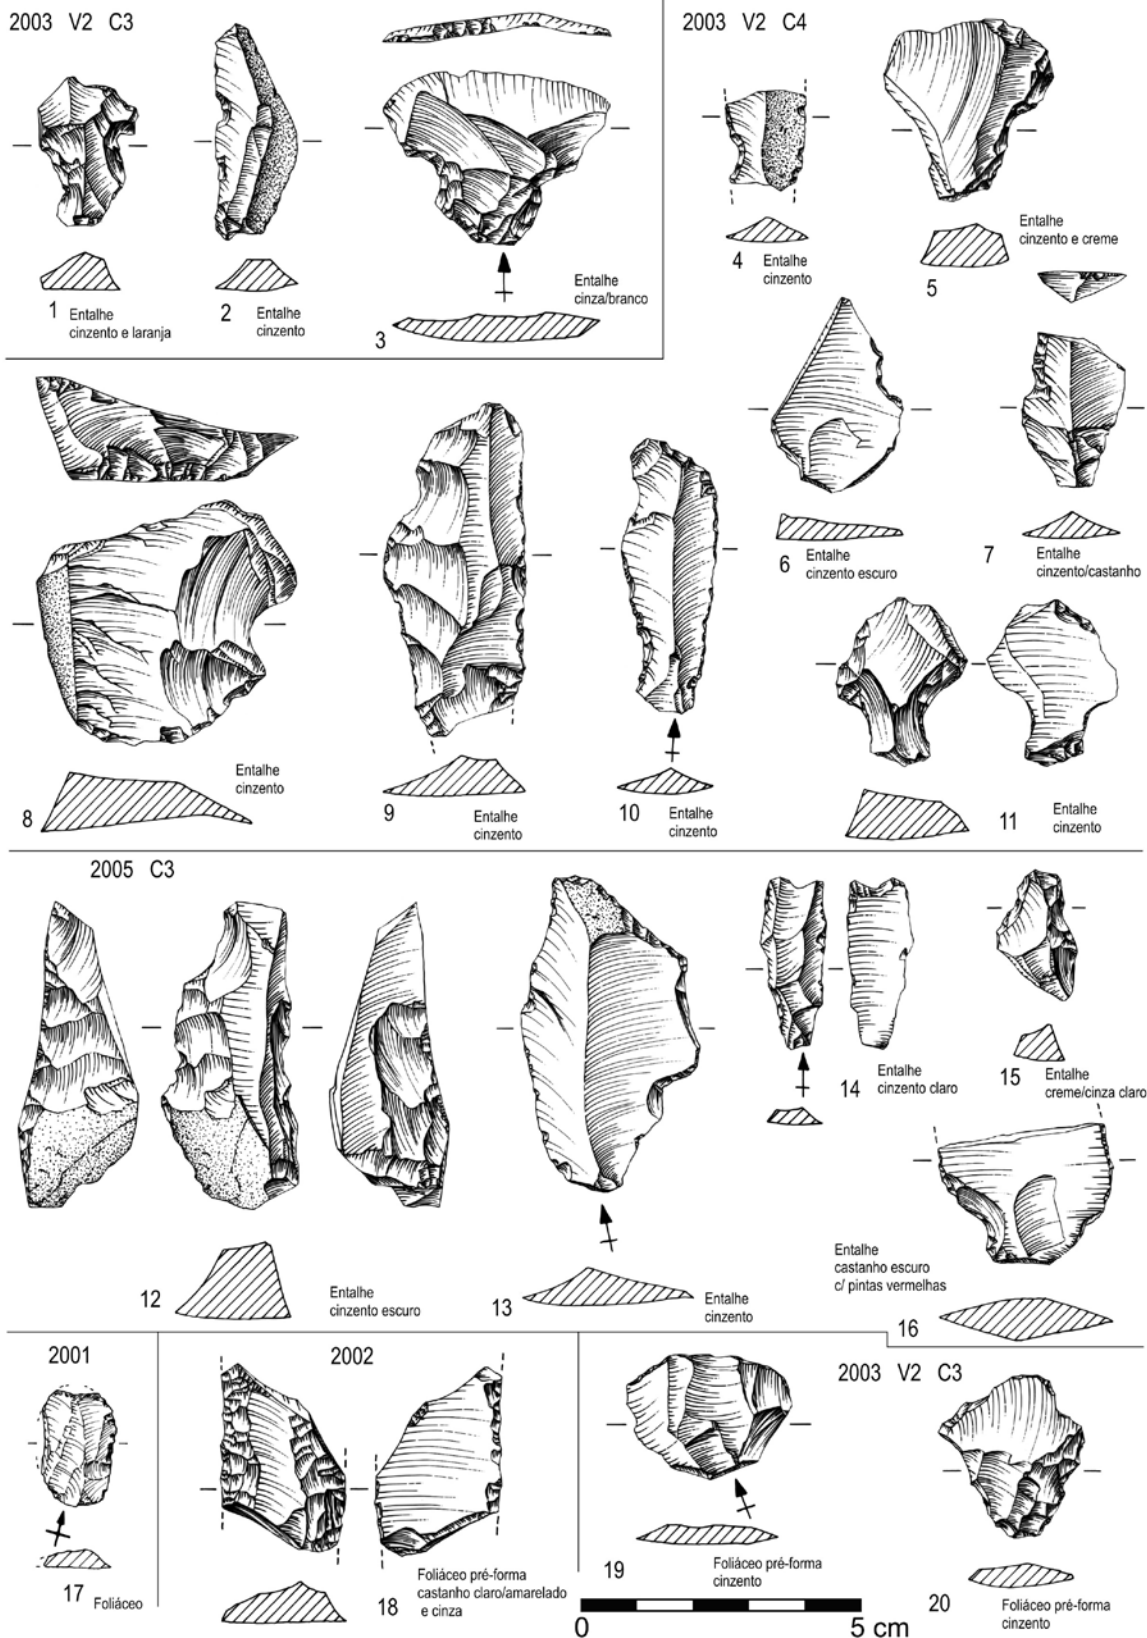 2003 V2 C3
1 Entalhe
cinzento e laranja
2 Entalhe
cinzento
3 Entalhe
cinza/branco
2003 V2 C4
4 Entalhe
cinzento
5 Entalhe
cinzento e creme
6 Entalhe
cinzento escuro
7 Entalhe
cinzento/castanho
8 Entalhe
cinzento
9 Entalhe
cinzento
10 Entalhe
cinzento
11 Entalhe
cinzento
2005 C3
12 Entalhe
cinzento escuro
13 Entalhe
cinzento
14 Entalhe
cinzento claro
15 Entalhe
creme/cinza claro
16 Entalhe
castanho escuro
c/ pintas vermelhas
2001
17 Foliáceo
2002
18 Foliáceo pré-forma
castanho claro/amarelado
e cinza
2003 V2 C3
19 Foliáceo pré-forma
cinzento
20 Foliáceo pré-forma
cinzento
0 5 cm